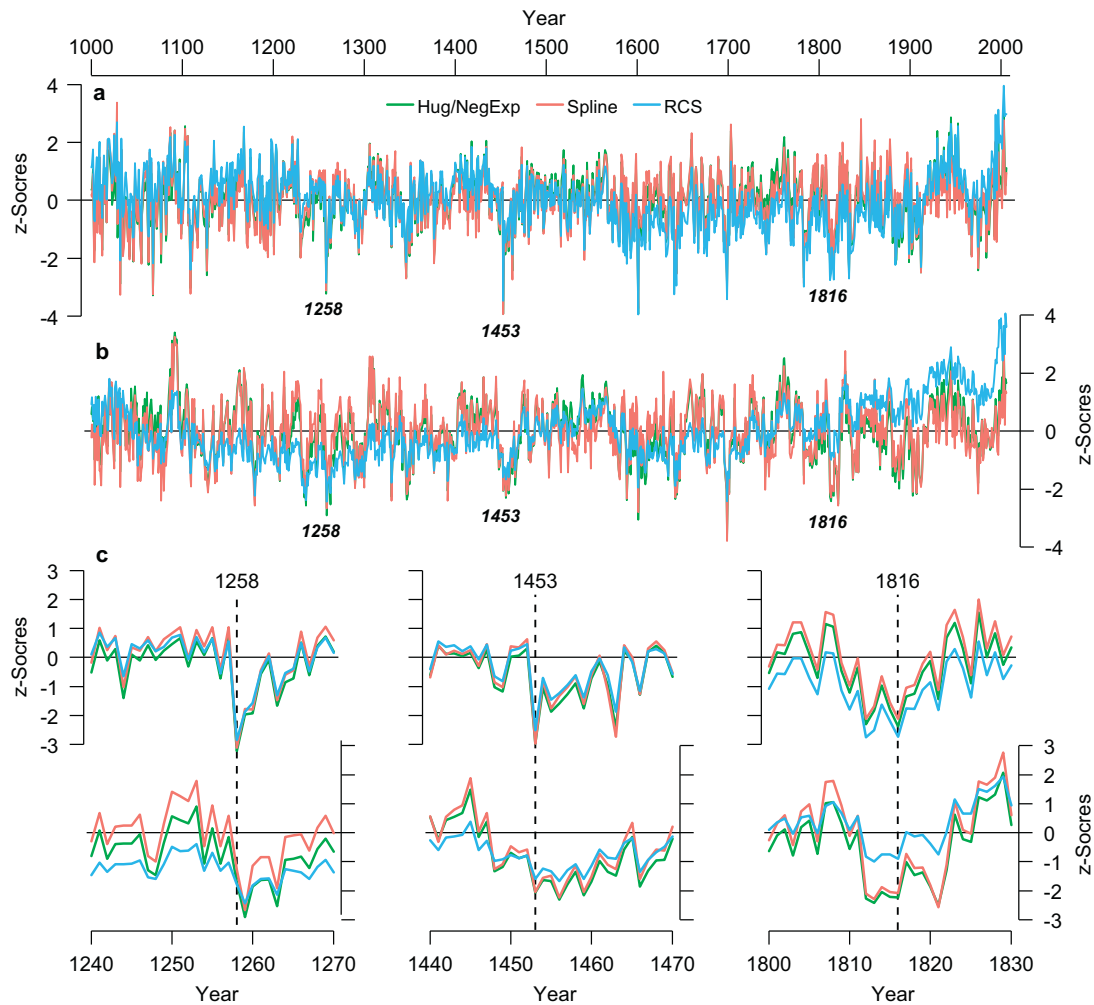 Year
1000 1100 1200 1300 1400 1500 1600 1700 1800 1900 2000
a
Hug/NegExp Spline RCS
4
2
0
-2
-4
z-Socres
1258
1453
1816
b
4
2
0
-2
-4
z-Socres
1258
1453
1816
c
1258
1453
1816
3
2
1
0
-1
-2
-3
z-Socres
3
2
1
0
-1
-2
-3
z-Socres
1240 1250 1260 1270
1440 1450 1460 1470
1800 1810 1820 1830
Year Year Year